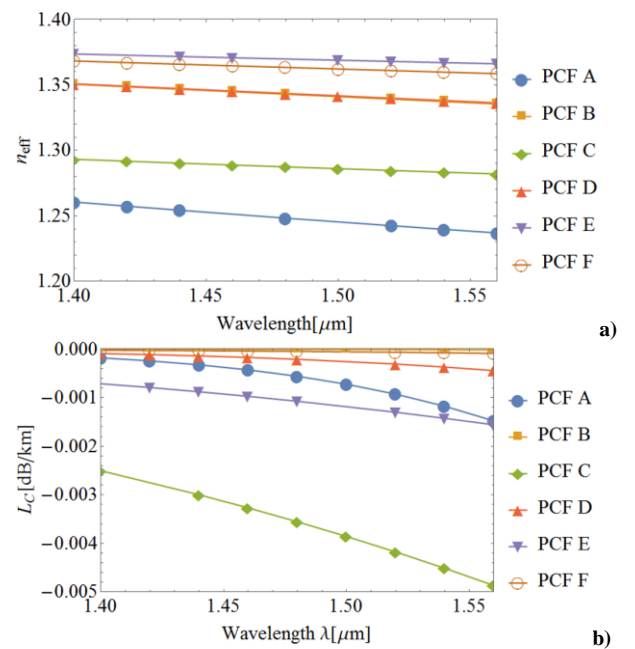 1.40
1.35
1.30
1.25
1.20
n_eff
1.40 1.45 1.50 1.55
Wavelength[μm]
PCF A
PCF B
PCF C
PCF D
PCF E
PCF F
a)
0.000
-0.001
-0.002
-0.003
-0.004
-0.005
L_C[dB/km]
1.40 1.45 1.50 1.55
Wavelength λ[μm]
PCF A
PCF B
PCF C
PCF D
PCF E
PCF F
b)